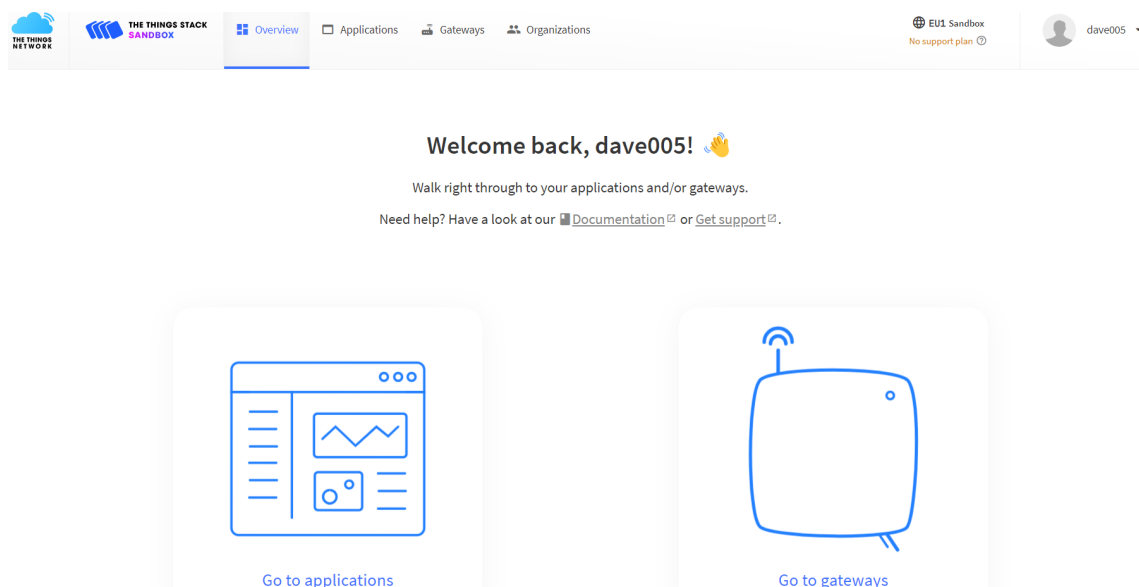 THE THINGS
NETWORK
THE THINGS STACK
SANDBOX
Overview
Applications
Gateways
Organizations
EU1 Sandbox
No support plan
dave005
Welcome back, dave005! 👋
Walk right through to your applications and/or gateways.
Need help? Have a look at our Documentation or Get support.
Go to applications
Go to gateways